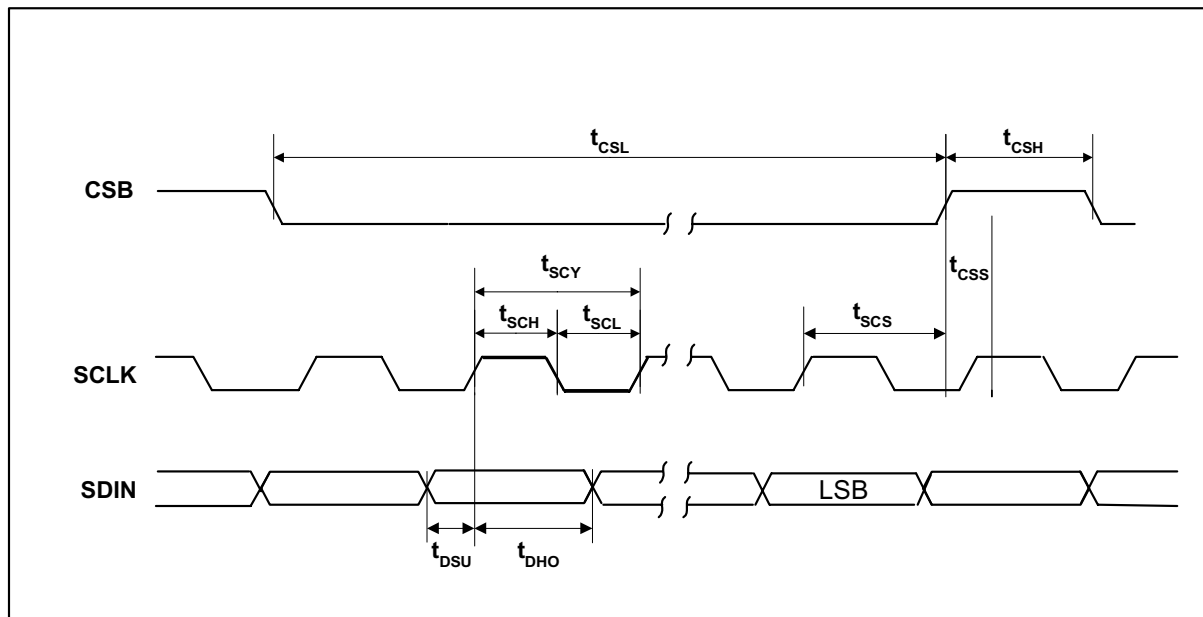 tCSL
tCSH
CSB
tSCY
tCSS
tSCH
tSCL
tSCS
SCLK
SDIN
LSB
tDSU
tDHO